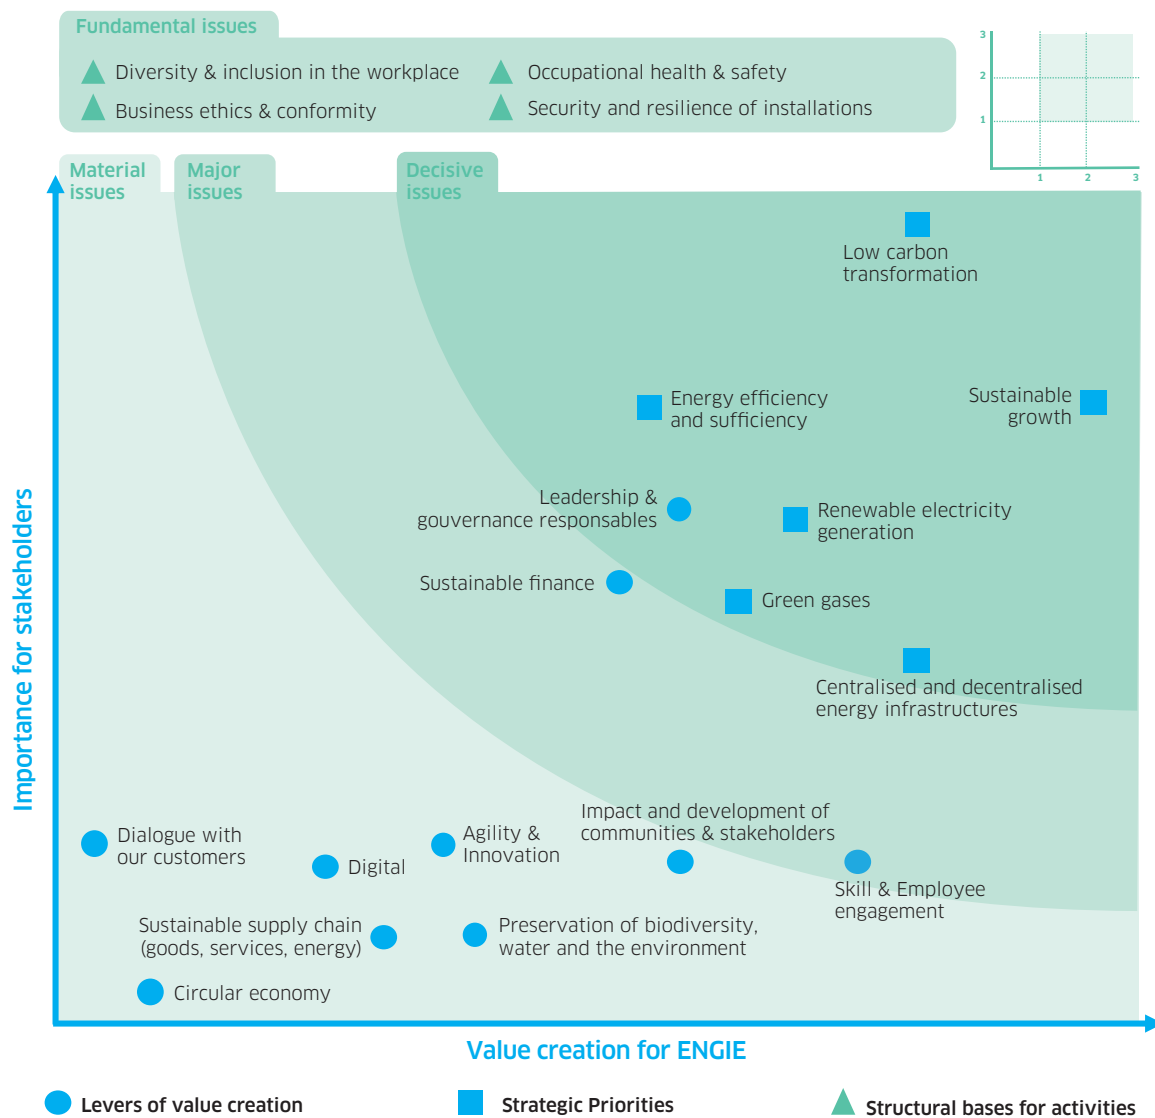 Fundamental issues
Diversity & inclusion in the workplace
Occupational health & safety
Business ethics & conformity
Security and resilience of installations
3
2
1
1
2
3
Material
issues
Major
issues
Decisive
issues
Low carbon
transformation
Energy efficiency
and sufficiency
Sustainable
growth
Leadership &
gouvernance responsables
Renewable electricity
generation
Sustainable finance
Green gases
Centralised and decentralised
energy infrastructures
Importance for stakeholders
Dialogue with
our customers
Digital
Agility &
Innovation
Impact and development of
communities & stakeholders
Skill & Employee
engagement
Sustainable supply chain
(goods, services, energy)
Preservation of biodiversity,
water and the environment
Circular economy
Value creation for ENGIE
Levers of value creation
Strategic Priorities
Structural bases for activities